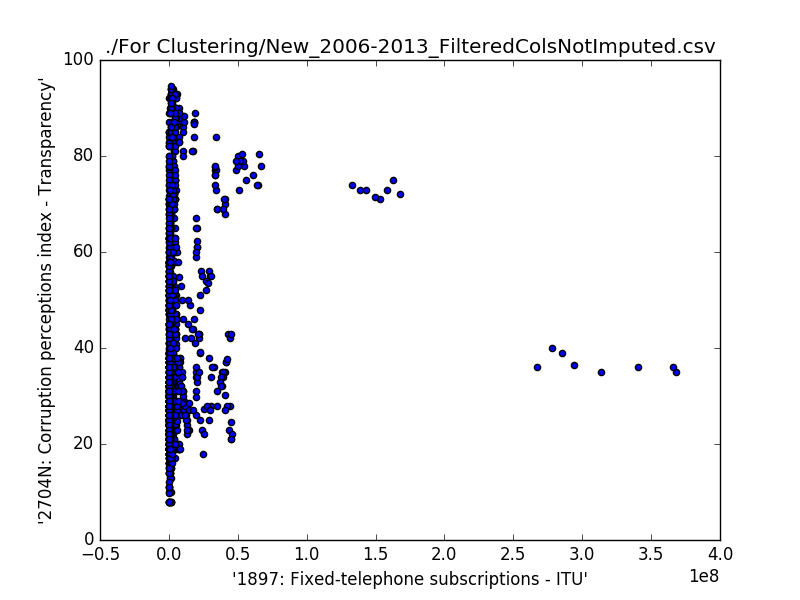 ./For Clustering/New_2006-2013_FilteredColsNotImputed.csv
'2704N: Corruption perceptions index - Transparency'
100
80
60
40
20
0
−0.5 0.0 0.5 1.0 1.5 2.0 2.5 3.0 3.5 4.0
1e8
'1897: Fixed-telephone subscriptions - ITU'